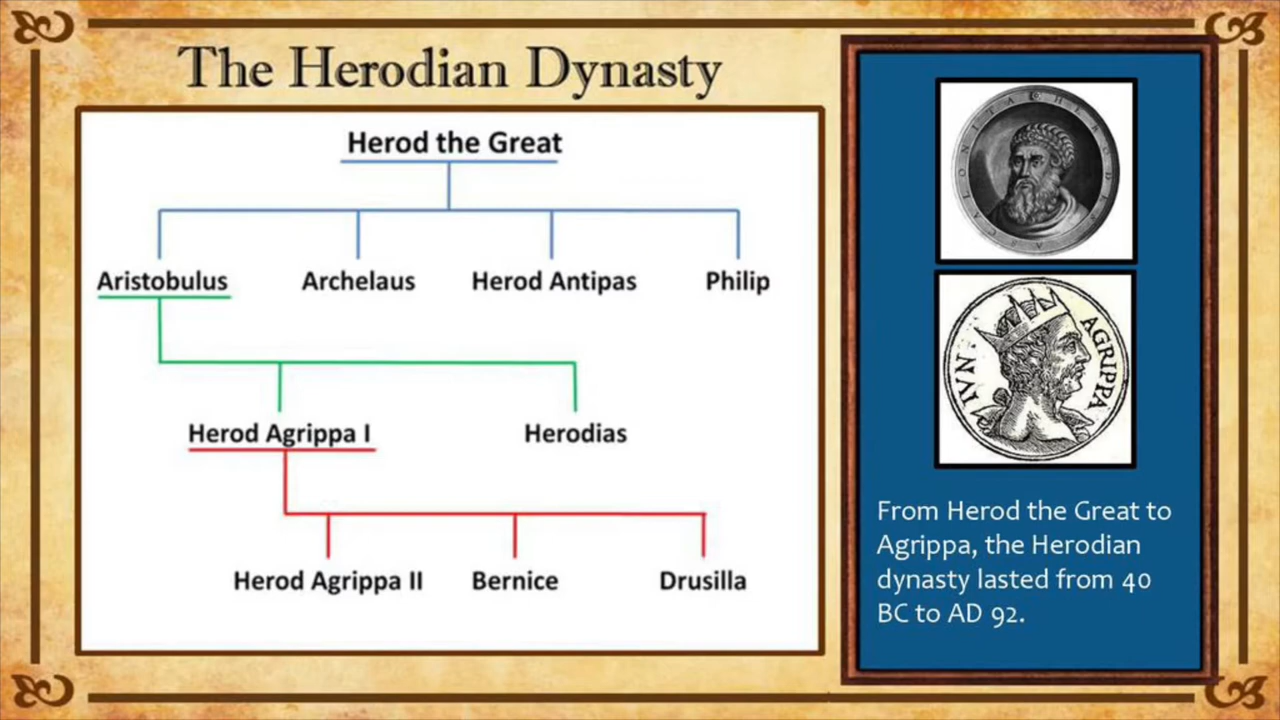 The Herodian Dynasty
Herod the Great
Aristobulus Archelaus Herod Antipas Philip
Herod Agrippa I Herodias
Herod Agrippa II Bernice Drusilla
IVN AGRIPPA
From Herod the Great to
Agrippa, the Herodian
dynasty lasted from 40
BC to AD 92.